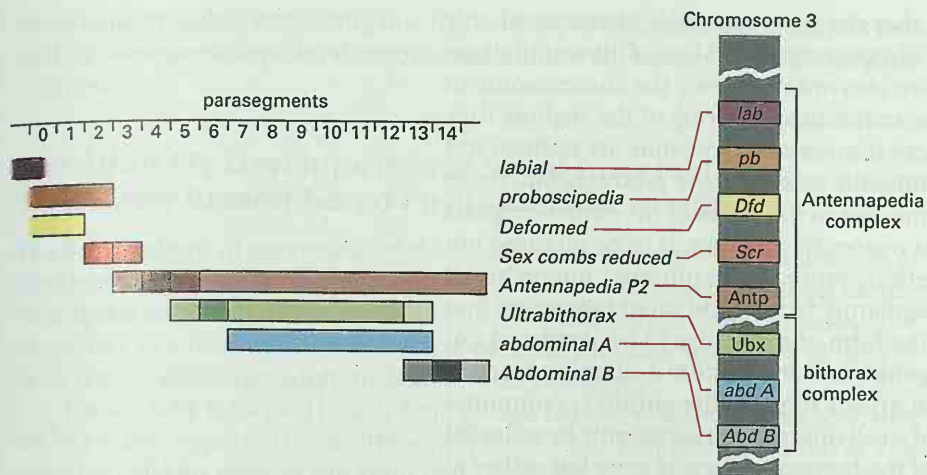 Chromosome 3
parasegments
0 1 2 3 4 5 6 7 8 9 10 11 12 13 14
labial
proboscipedia
Deformed
Sex combs reduced
Antennapedia P2
Ultrabithorax
abdominal A
Abdominal B
lab
pb
Dfd
Scr
Antp
Ubx
abd A
Abd B
Antennapedia
complex
bithorax
complex